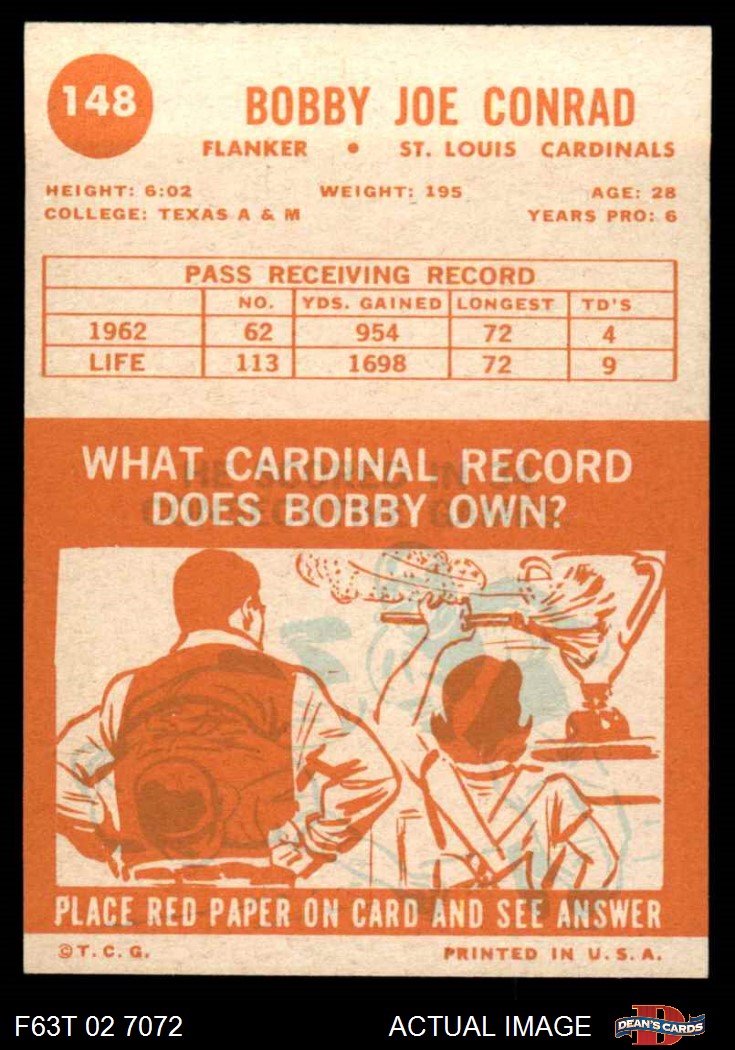 148
BOBBY JOE CONRAD
FLANKER • ST. LOUIS CARDINALS
HEIGHT: 6:02 WEIGHT: 195 AGE: 28
COLLEGE: TEXAS A & M YEARS PRO: 6
PASS RECEIVING RECORD
NO. YDS. GAINED LONGEST TD'S
1962 62 954 72 4
LIFE 113 1698 72 9
WHAT CARDINAL RECORD
DOES BOBBY OWN?
PLACE RED PAPER ON CARD AND SEE ANSWER
©T.C.G. PRINTED IN U.S.A.
F63T 02 7072 ACTUAL IMAGE DEAN'S CARDS